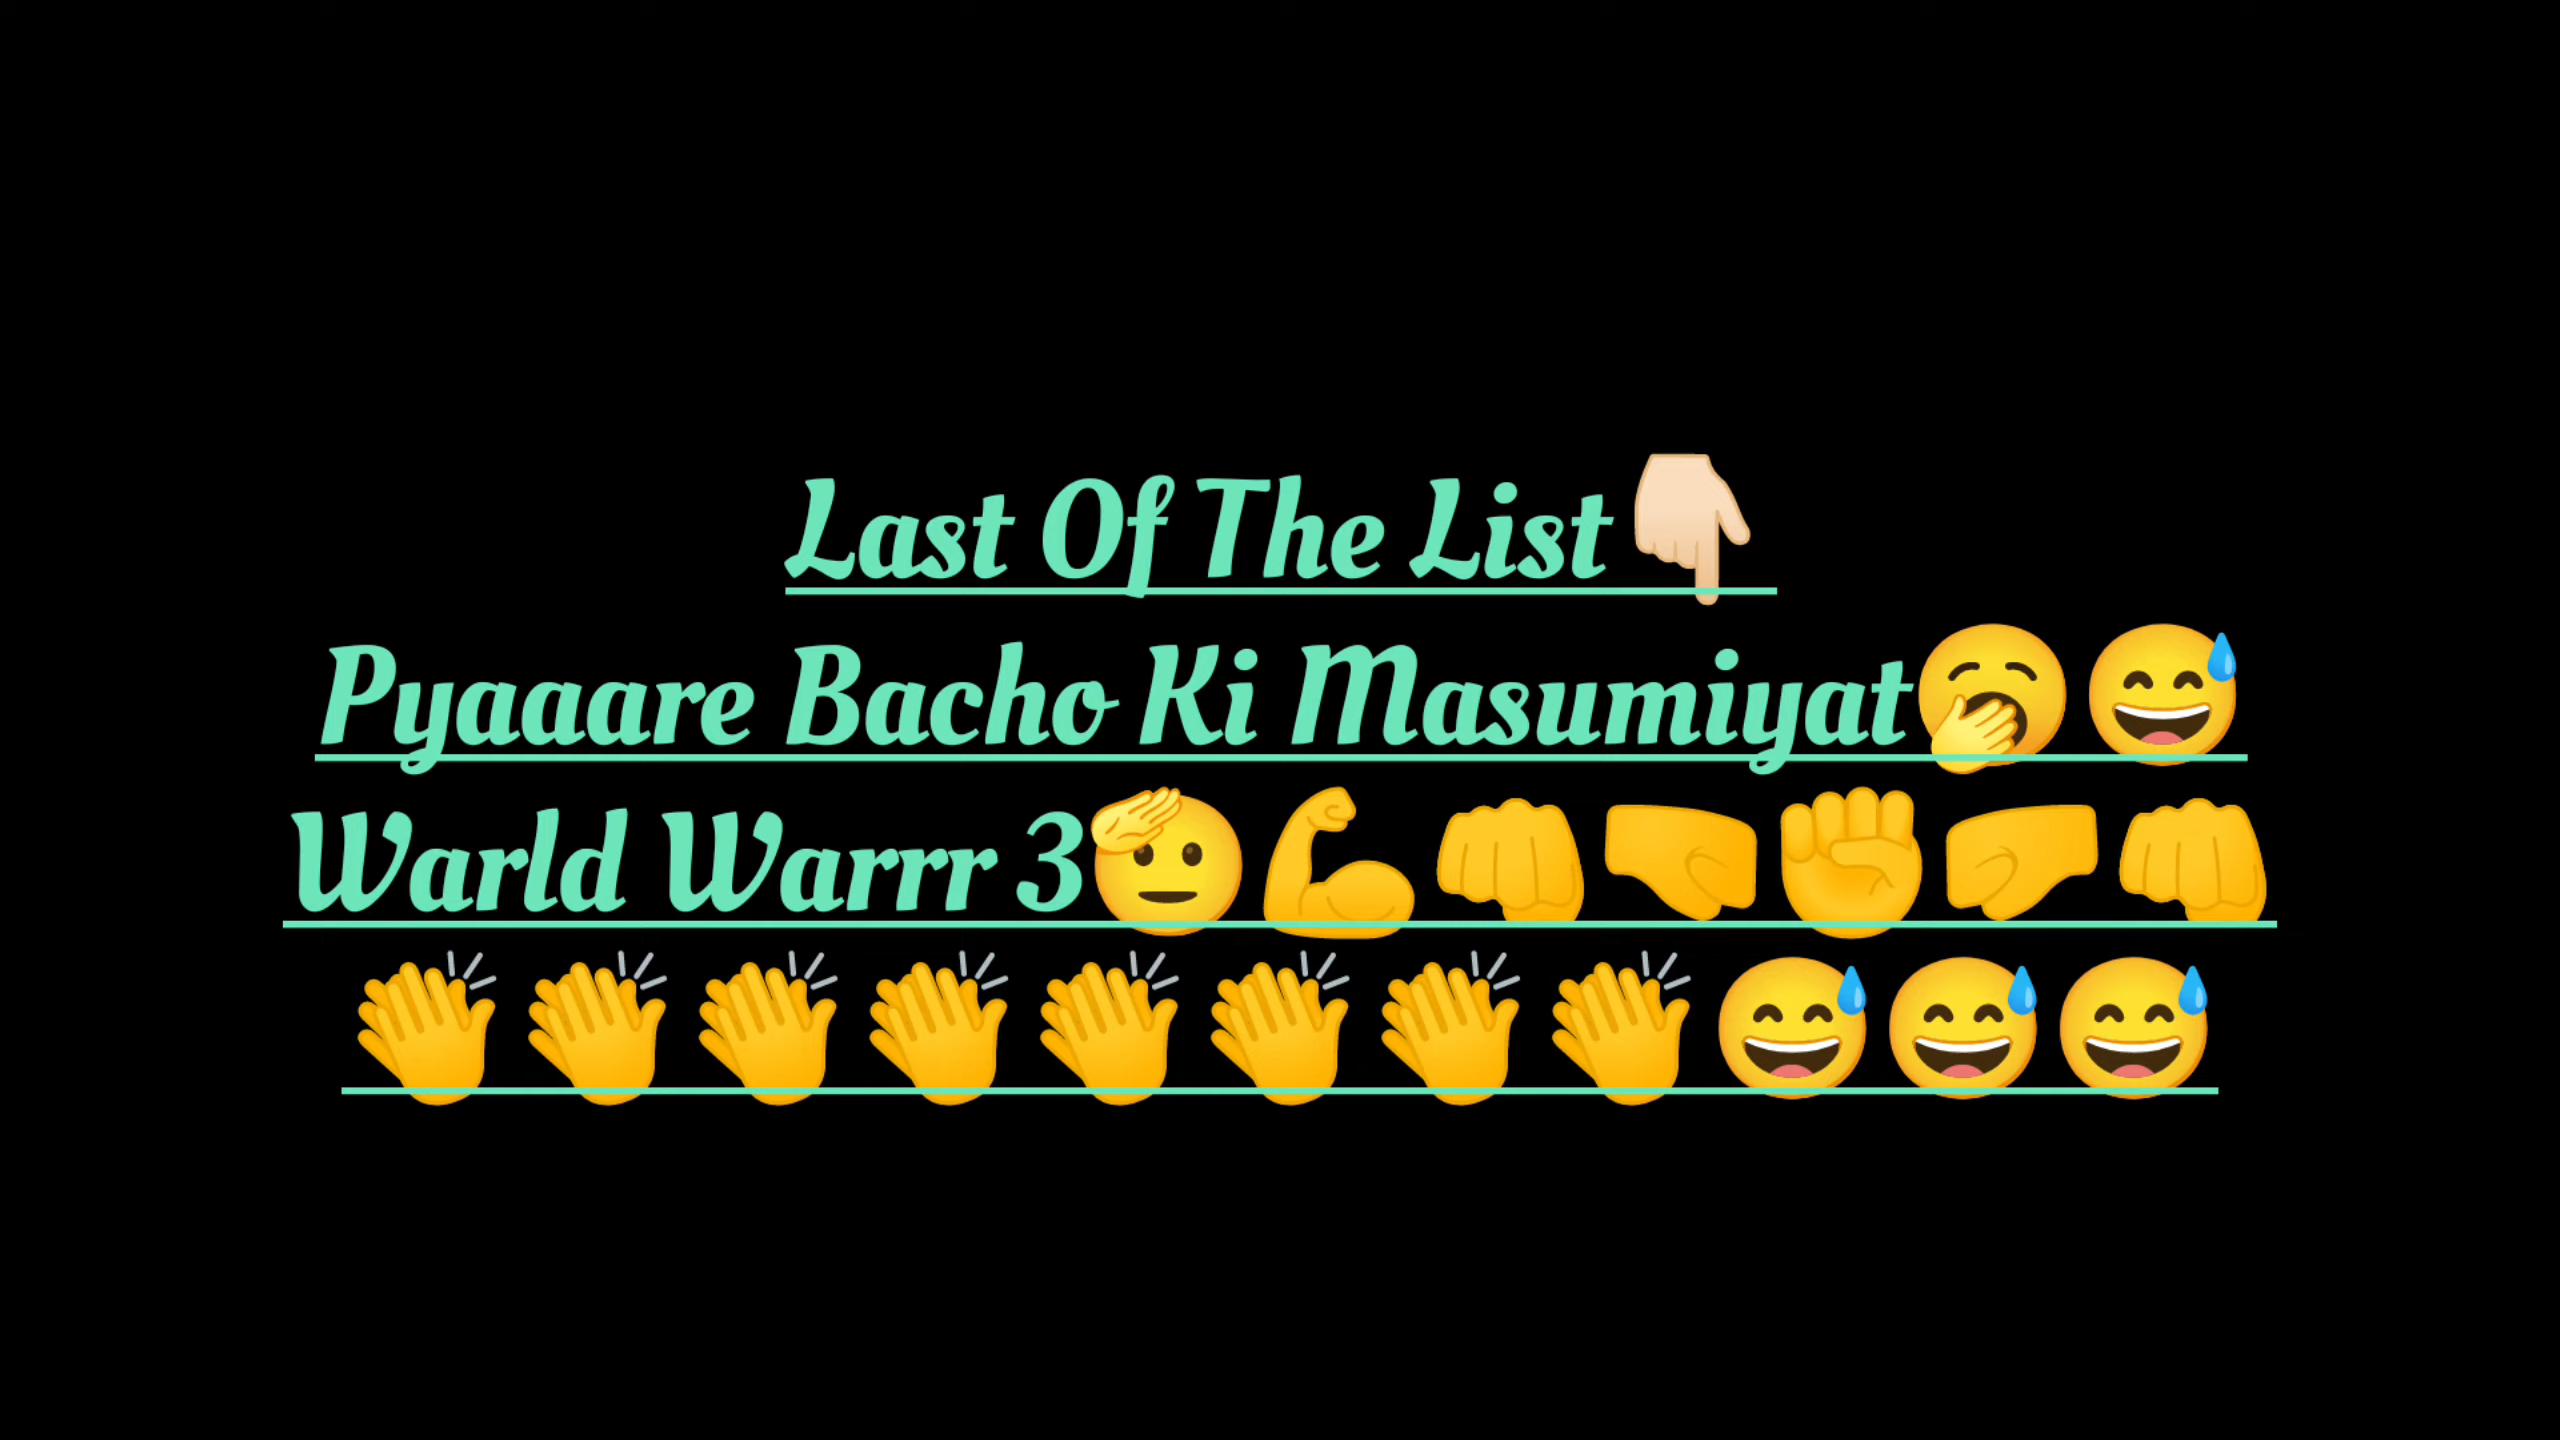 Last Of The List👇🏻
Pyaaare Bacho Ki Masumiyat🥱😅
Warld Warrr 3🫡💪👊🤜✊🤛👊
👏👏👏👏👏👏👏👏😅😅😅